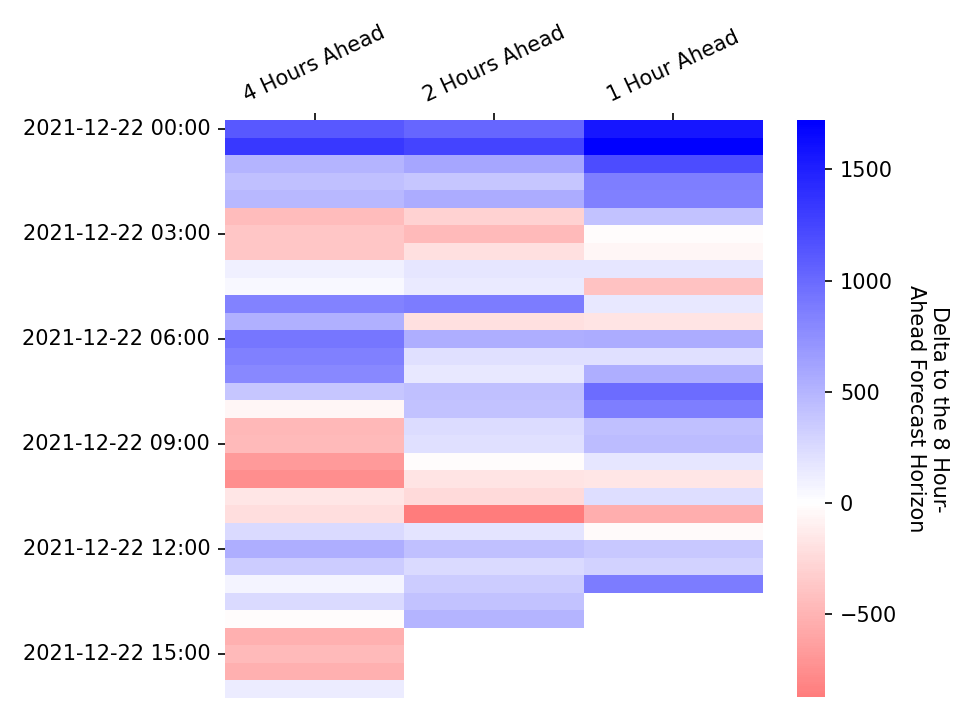 4 Hours Ahead
2 Hours Ahead
1 Hour Ahead
2021-12-22 00:00
2021-12-22 03:00
2021-12-22 06:00
2021-12-22 09:00
2021-12-22 12:00
2021-12-22 15:00
1500
1000
500
0
−500
Delta to the 8 Hour-
Ahead Forecast Horizon